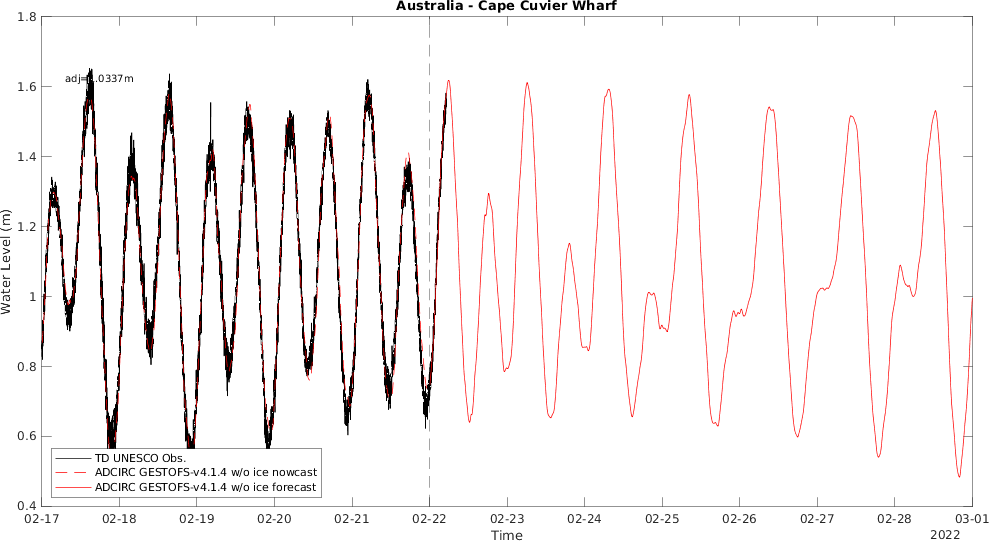 Australia - Cape Cuvier Wharf
1.8
1.6
1.4
1.2
1
0.8
0.6
0.4
Water Level (m)
TD UNESCO Obs.
ADCIRC GESTOFS-v4.1.4 w/o ice nowcast
ADCIRC GESTOFS-v4.1.4 w/o ice forecast
02-17 02-18 02-19 02-20 02-21 02-22 02-23 02-24 02-25 02-26 02-27 02-28 03-01
Time
2022